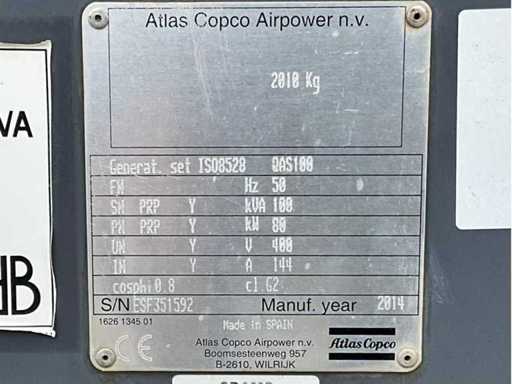 Atlas Copco Airpower n.v.
2010 Kg
VA
Generat. set ISO8528 QAS100
FN Hz 50
SN PRP Y kVA 100
PN PRP Y kW 80
UN Y V 400
IN Y A 144
cosphi 0.8 cl.G2
S/N ESF351592 Manuf. year 2014
1626 1345 01
Made in SPAIN
CE
Atlas Copco Airpower n.v.
Boomsesteenweg 957
B-2610, WILRIJK
Atlas Copco